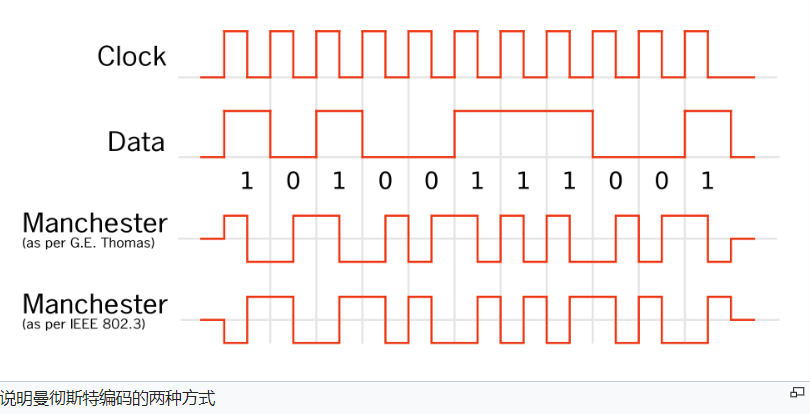 Clock
Data
1 0 1 0 0 1 1 1 0 0 1
Manchester
(as per G.E. Thomas)
Manchester
(as per IEEE 802.3)
说明曼彻斯特编码的两种方式